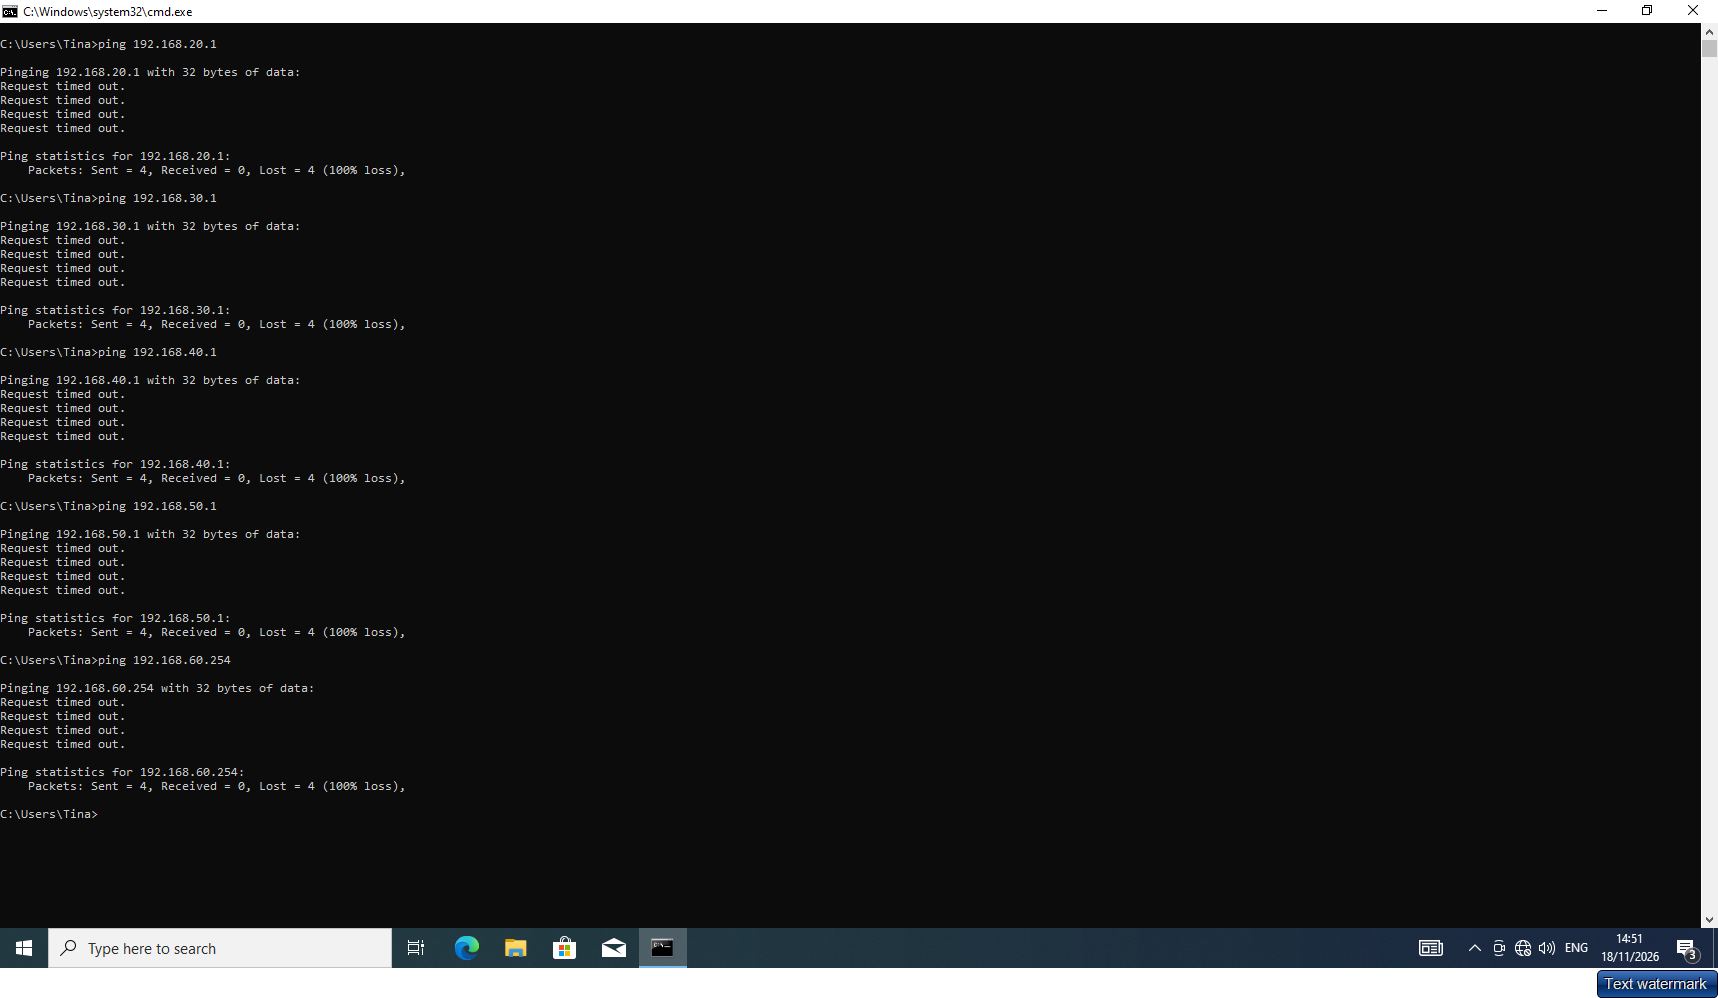 C:\Windows\system32\cmd.exe
C:\Users\Tina>ping 192.168.20.1
Pinging 192.168.20.1 with 32 bytes of data:
Request timed out.
Request timed out.
Request timed out.
Request timed out.
Ping statistics for 192.168.20.1:
    Packets: Sent = 4, Received = 0, Lost = 4 (100% loss),
C:\Users\Tina>ping 192.168.30.1
Pinging 192.168.30.1 with 32 bytes of data:
Request timed out.
Request timed out.
Request timed out.
Request timed out.
Ping statistics for 192.168.30.1:
    Packets: Sent = 4, Received = 0, Lost = 4 (100% loss),
C:\Users\Tina>ping 192.168.40.1
Pinging 192.168.40.1 with 32 bytes of data:
Request timed out.
Request timed out.
Request timed out.
Request timed out.
Ping statistics for 192.168.40.1:
    Packets: Sent = 4, Received = 0, Lost = 4 (100% loss),
C:\Users\Tina>ping 192.168.50.1
Pinging 192.168.50.1 with 32 bytes of data:
Request timed out.
Request timed out.
Request timed out.
Request timed out.
Ping statistics for 192.168.50.1:
    Packets: Sent = 4, Received = 0, Lost = 4 (100% loss),
C:\Users\Tina>ping 192.168.60.254
Pinging 192.168.60.254 with 32 bytes of data:
Request timed out.
Request timed out.
Request timed out.
Request timed out.
Ping statistics for 192.168.60.254:
    Packets: Sent = 4, Received = 0, Lost = 4 (100% loss),
C:\Users\Tina>
Type here to search
ENG
14:51
18/11/2026
3
Text watermark